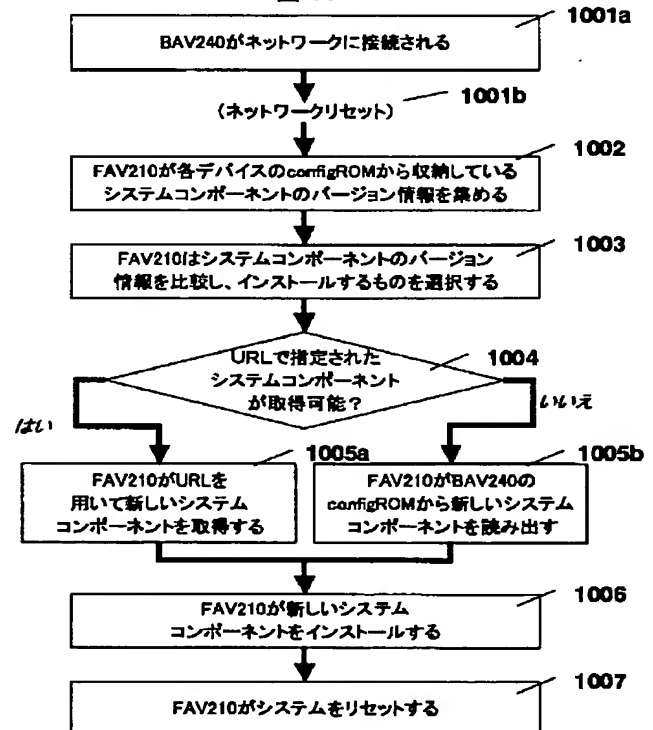 1001a
BAV240がネットワークに接続される
1001b
(ネットワークリセット)
1002
FAV210が各デバイスのconfigROMから収納している
システムコンポーネントのバージョン情報を集める
1003
FAV210はシステムコンポーネントのバージョン
情報を比較し、インストールするものを選択する
1004
URLで指定された
システムコンポーネント
が取得可能?
はい
いいえ
1005a
FAV210がURLを
用いて新しいシステム
コンポーネントを取得する
1005b
FAV210がBAV240の
configROMから新しいシステム
コンポーネントを読み出す
1006
FAV210が新しいシステム
コンポーネントをインストールする
1007
FAV210がシステムをリセットする